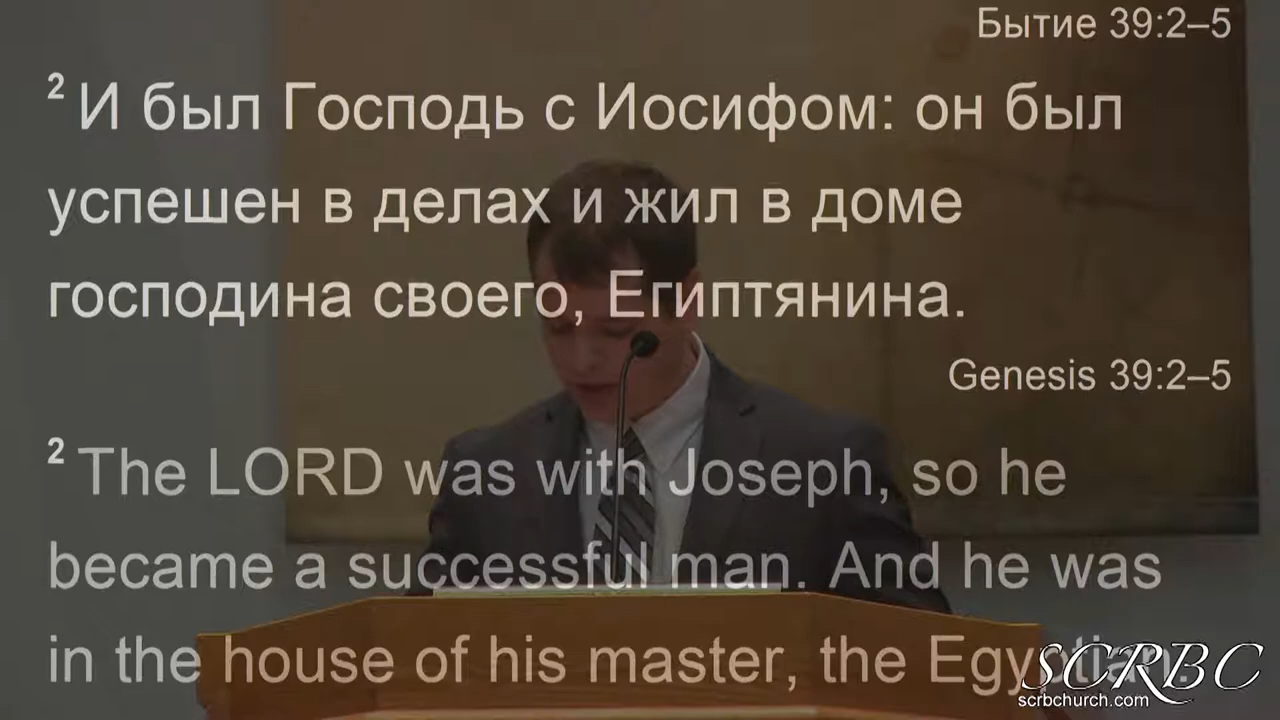 Бытие 39:2–5
2 И был Господь с Иосифом: он был
успешен в делах и жил в доме
господина своего, Египтянина.
Genesis 39:2–5
2 The LORD was with Joseph, so he
became a successful man. And he was
in the house of his master, the Egyptian.
SCRBC
scrbchurch.com